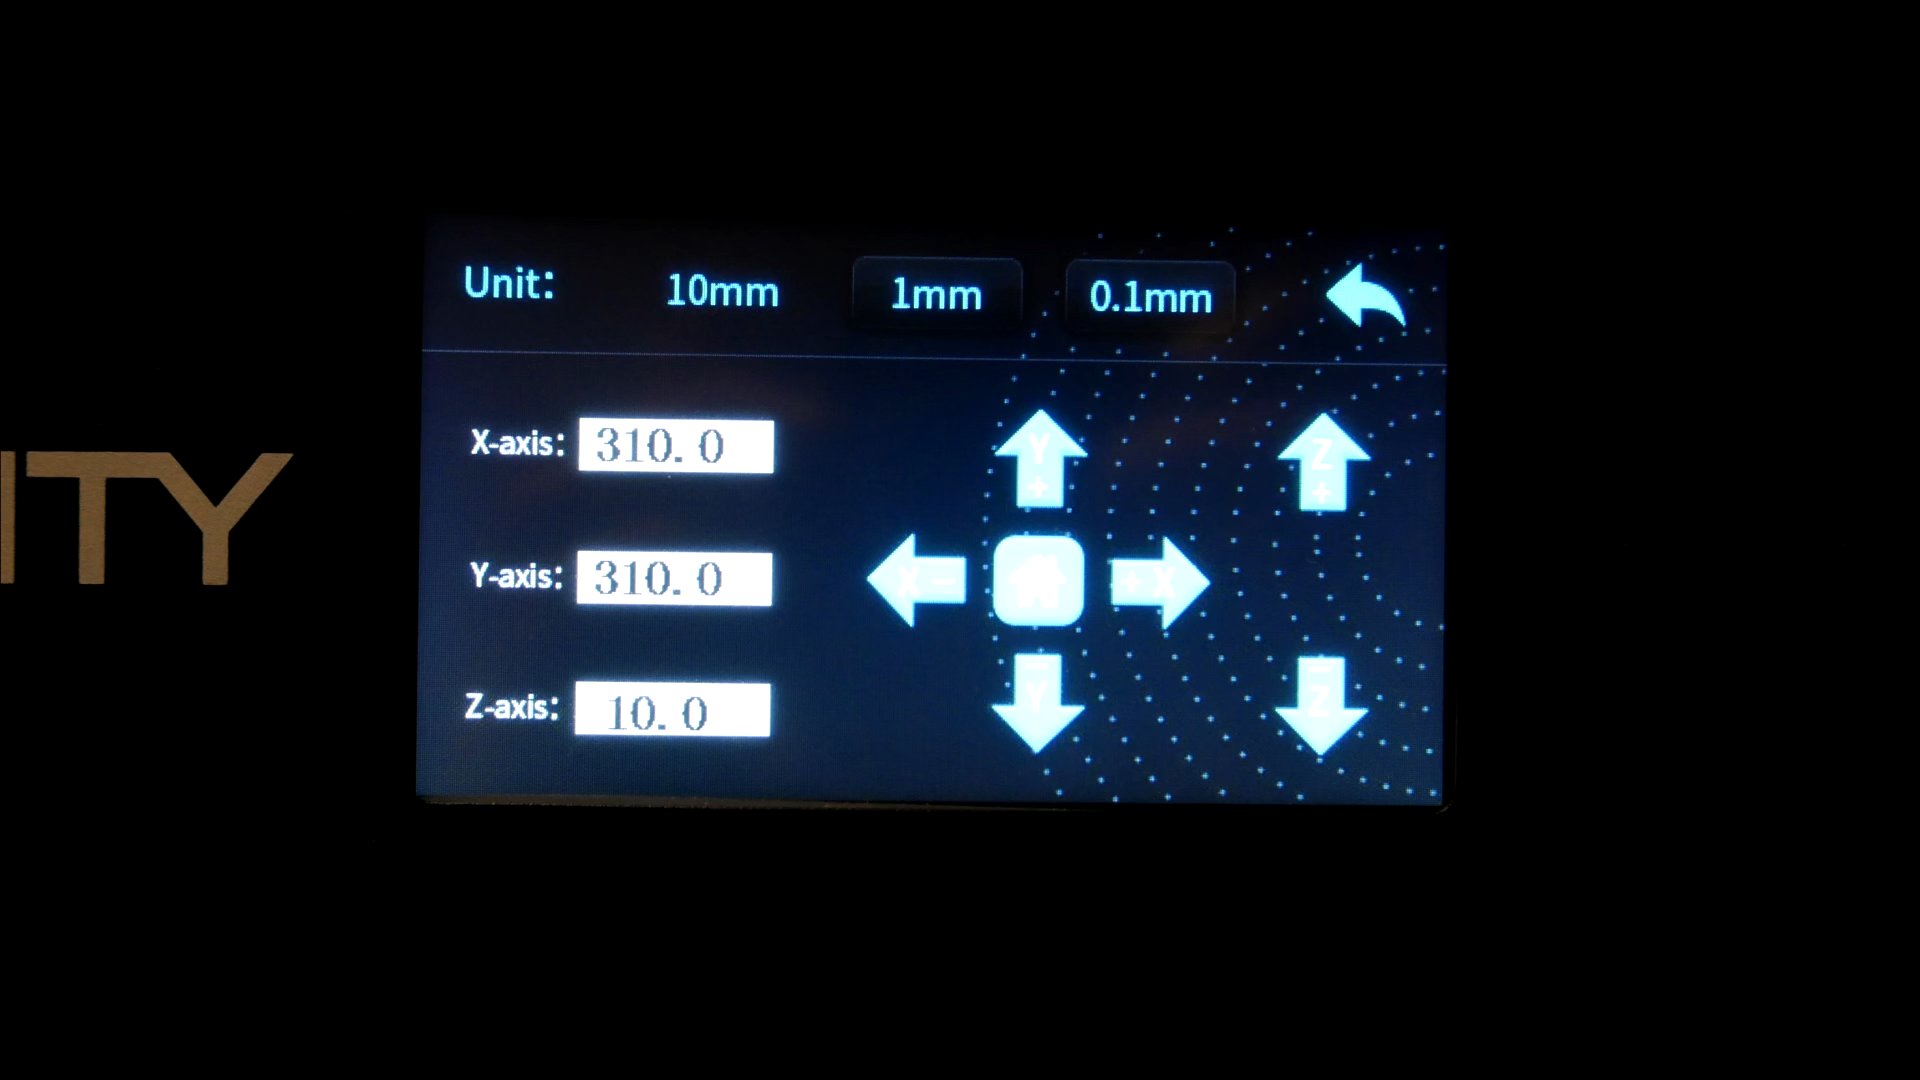 Unit: 10mm 1mm 0.1mm
X-axis: 310.0
Y-axis: 310.0
Z-axis: 10.0
Y +
X -
+ X
- Y
Z +
- Z
ITY